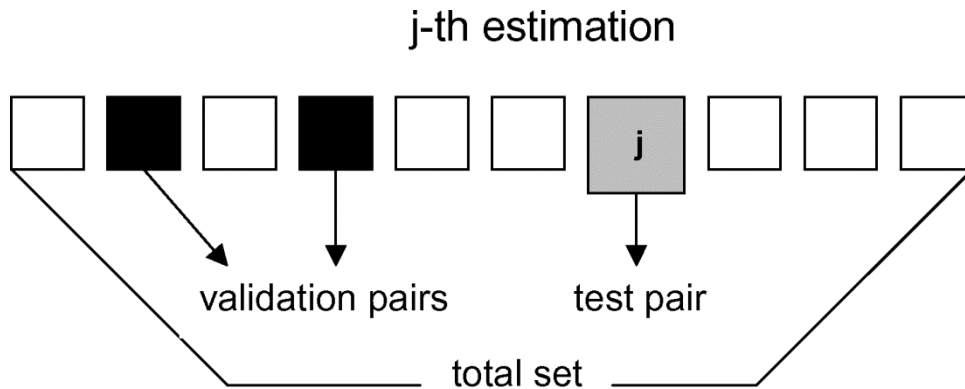 j-th estimation
j
validation pairs
test pair
total set